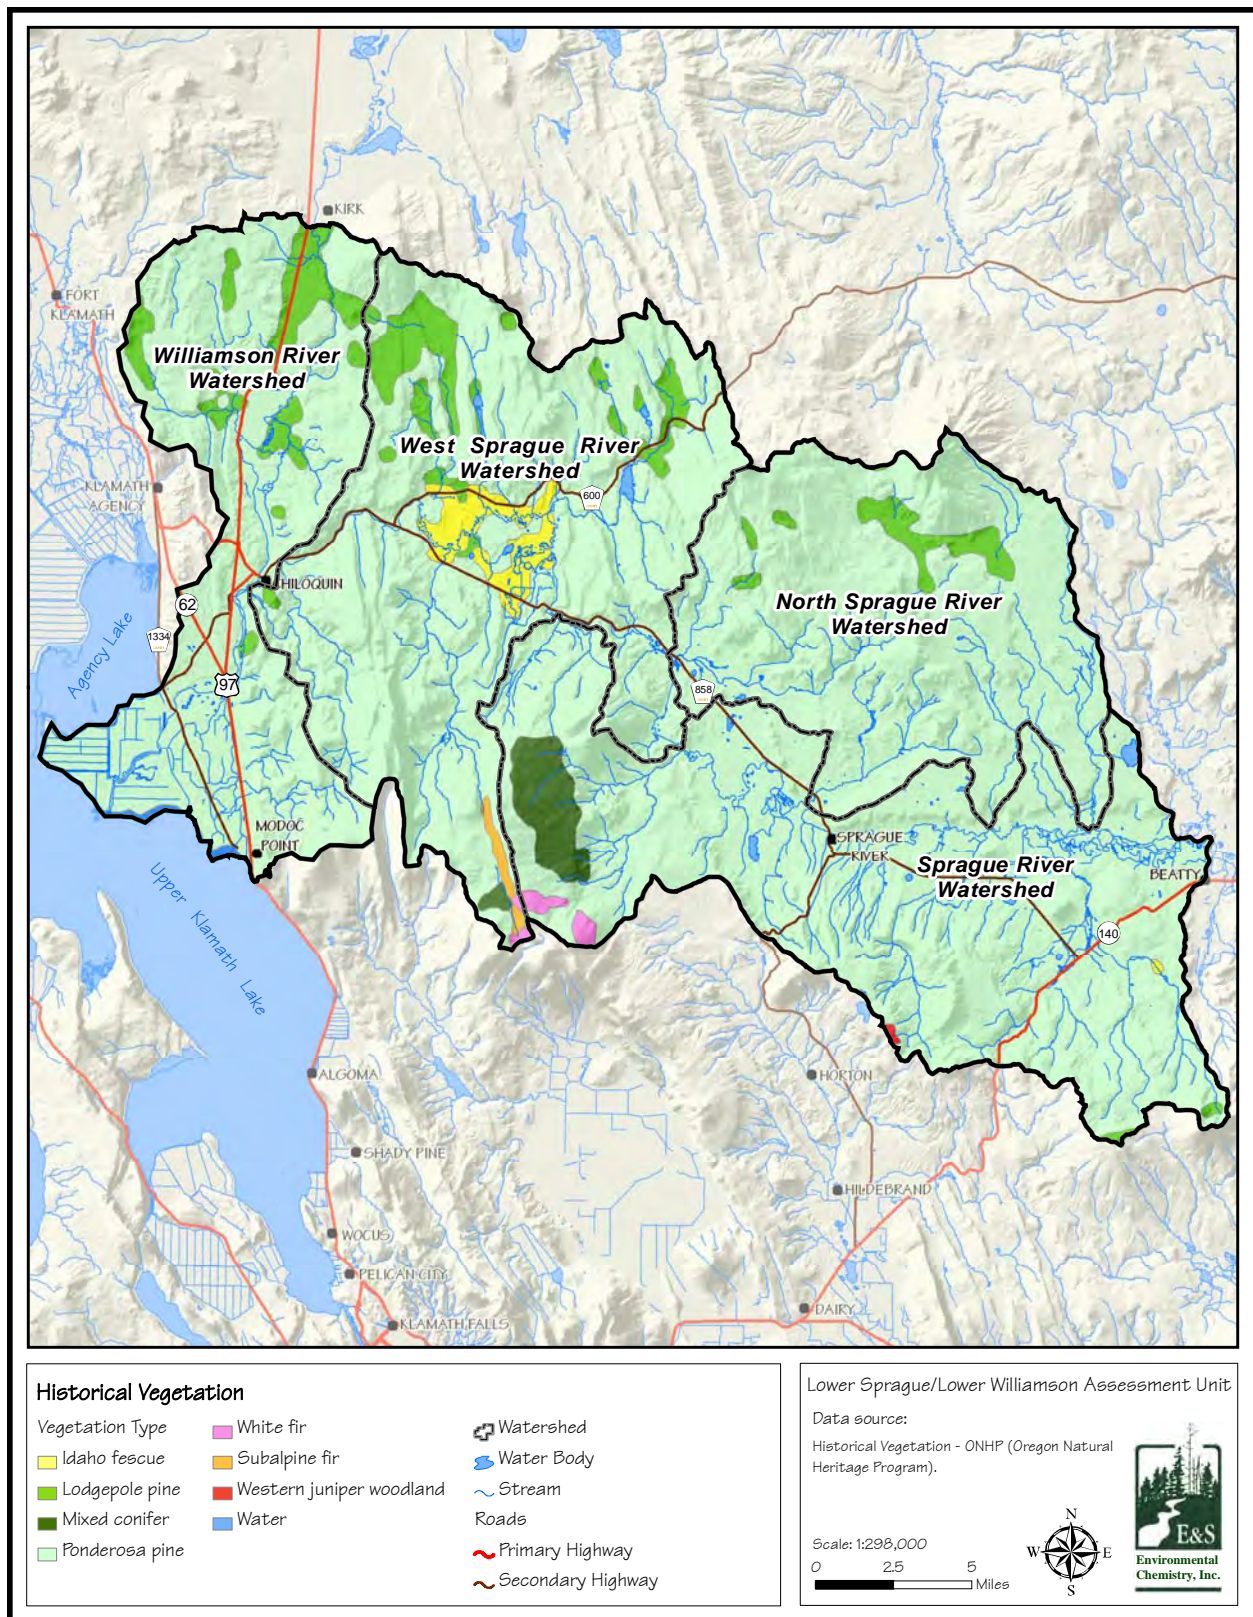 KIRK
FORT
KLAMATH
Williamson River
Watershed
West Sprague River
Watershed
KLAMATH
AGENCY
600
CHILOQUIN
62
1334
Agency Lake
97
North Sprague River
Watershed
858
MODOC
POINT
SPRAGUE
RIVER
Sprague River
Watershed
BEATTY
140
Upper Klamath Lake
ALGOMA
HORTON
SHADY PINE
HILDEBRAND
WOCUS
PELICAN CITY
DAIRY
KLAMATH FALLS
Historical Vegetation
Vegetation Type
Idaho fescue
Lodgepole pine
Mixed conifer
Ponderosa pine
White fir
Subalpine fir
Western juniper woodland
Water
Watershed
Water Body
Stream
Roads
Primary Highway
Secondary Highway
Lower Sprague/Lower Williamson Assessment Unit
Data source:
Historical Vegetation - ONHP (Oregon Natural
Heritage Program).
Scale: 1:298,000
0 2.5 5
Miles
N
W E
S
E&S
Environmental
Chemistry, Inc.